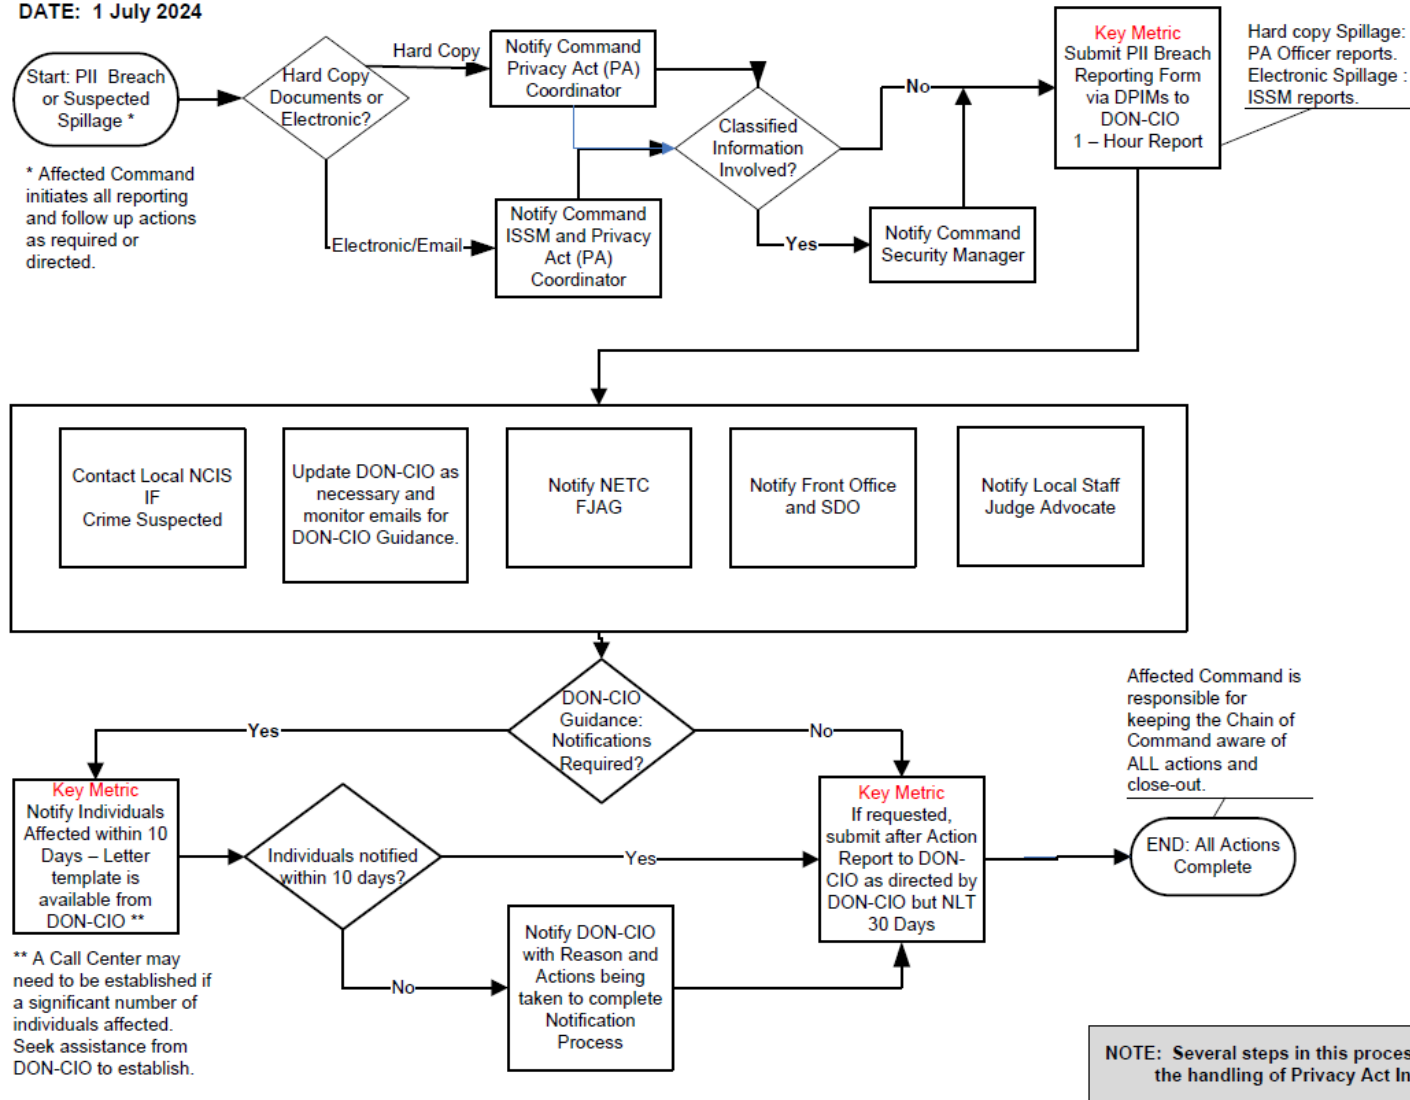 DATE: 1 July 2024
Start: PII Breach
or Suspected
Spillage *
* Affected Command
initiates all reporting
and follow up actions
as required or
directed.
Hard Copy
Documents or
Electronic?
Hard Copy
Electronic/Email
Notify Command
Privacy Act (PA)
Coordinator
Notify Command
ISSM and Privacy
Act (PA)
Coordinator
Classified
Information
Involved?
No
Yes
Notify Command
Security Manager
Key Metric
Submit PII Breach
Reporting Form
via DPIMs to
DON-CIO
1 – Hour Report
Hard copy Spillage:
PA Officer reports.
Electronic Spillage :
ISSM reports.
Contact Local NCIS
IF
Crime Suspected
Update DON-CIO as
necessary and
monitor emails for
DON-CIO Guidance.
Notify NETC
FJAG
Notify Front Office
and SDO
Notify Local Staff
Judge Advocate
DON-CIO
Guidance:
Notifications
Required?
Yes
No
Key Metric
Notify Individuals
Affected within 10
Days – Letter
template is
available from
DON-CIO **
** A Call Center may
need to be established if
a significant number of
individuals affected.
Seek assistance from
DON-CIO to establish.
Individuals notified
within 10 days?
Yes
No
Notify DON-CIO
with Reason and
Actions being
taken to complete
Notification
Process
Key Metric
If requested,
submit after Action
Report to DON-
CIO as directed by
DON-CIO but NLT
30 Days
Affected Command is
responsible for
keeping the Chain of
Command aware of
ALL actions and
close-out.
END: All Actions
Complete
NOTE: Several steps in this proces
the handling of Privacy Act In